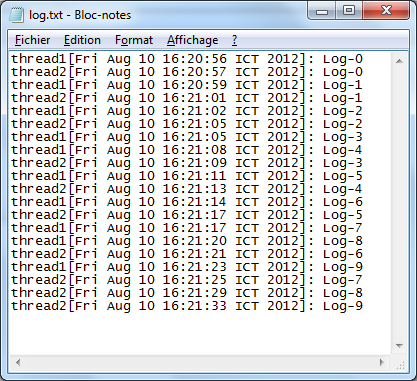 log.txt - Bloc-notes
Fichier Edition Format Affichage ?
thread1[Fri Aug 10 16:20:56 ICT 2012]: Log-0
thread2[Fri Aug 10 16:20:57 ICT 2012]: Log-0
thread1[Fri Aug 10 16:20:59 ICT 2012]: Log-1
thread2[Fri Aug 10 16:21:01 ICT 2012]: Log-1
thread1[Fri Aug 10 16:21:02 ICT 2012]: Log-2
thread2[Fri Aug 10 16:21:05 ICT 2012]: Log-2
thread1[Fri Aug 10 16:21:05 ICT 2012]: Log-3
thread1[Fri Aug 10 16:21:08 ICT 2012]: Log-4
thread2[Fri Aug 10 16:21:09 ICT 2012]: Log-3
thread1[Fri Aug 10 16:21:11 ICT 2012]: Log-5
thread2[Fri Aug 10 16:21:13 ICT 2012]: Log-4
thread1[Fri Aug 10 16:21:14 ICT 2012]: Log-6
thread2[Fri Aug 10 16:21:17 ICT 2012]: Log-5
thread1[Fri Aug 10 16:21:17 ICT 2012]: Log-7
thread1[Fri Aug 10 16:21:20 ICT 2012]: Log-8
thread2[Fri Aug 10 16:21:21 ICT 2012]: Log-6
thread1[Fri Aug 10 16:21:23 ICT 2012]: Log-9
thread2[Fri Aug 10 16:21:25 ICT 2012]: Log-7
thread2[Fri Aug 10 16:21:29 ICT 2012]: Log-8
thread2[Fri Aug 10 16:21:33 ICT 2012]: Log-9